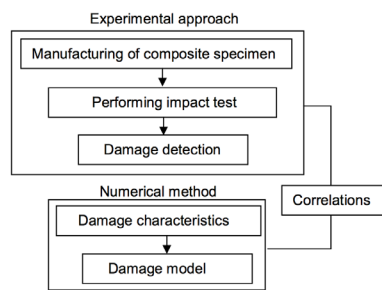 Experimental approach
Manufacturing of composite specimen
Performing impact test
Damage detection
Numerical method
Correlations
Damage characteristics
Damage model